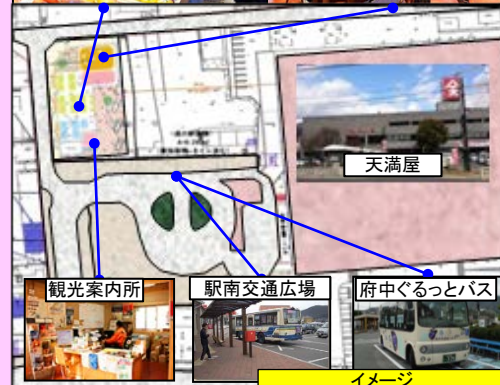 天満屋
観光案内所
駅南交通広場
府中ぐるっとバス
イメージ